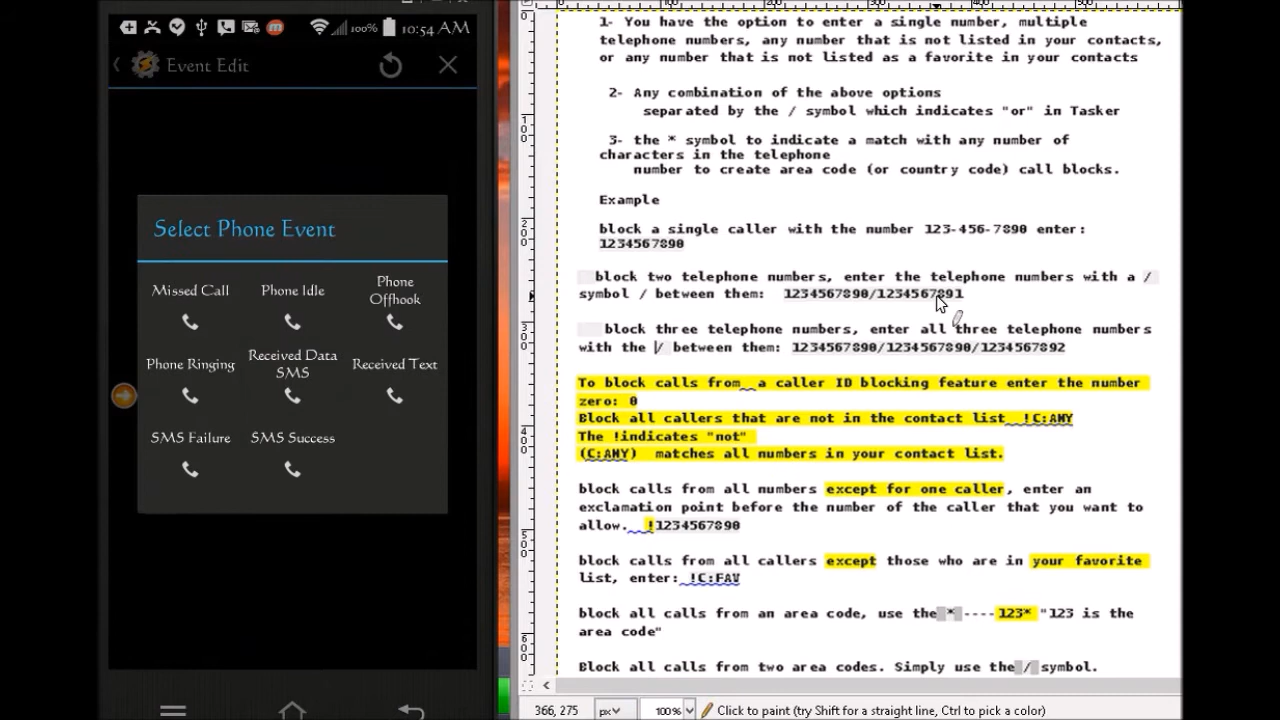 100% 10:54 AM
Event Edit
Select Phone Event
Missed Call
Phone Idle
Phone
Offhook
Phone Ringing
Received Data
SMS
Received Text
SMS Failure
SMS Success
1- You have the option to enter a single number, multiple
telephone numbers, any number that is not listed in your contacts,
or any number that is not listed as a favorite in your contacts
2- Any combination of the above options
separated by the / symbol which indicates "or" in Tasker
3- the * symbol to indicate a match with any number of
characters in the telephone
number to create area code (or country code) call blocks.
Example
block a single caller with the number 123-456-7890 enter:
1234567890
block two telephone numbers, enter the telephone numbers with a /
symbol / between them: 1234567890/1234567891
block three telephone numbers, enter all three telephone numbers
with the / between them: 1234567890/1234567890/1234567892
To block calls from a caller ID blocking feature enter the number
zero: 0
Block all callers that are not in the contact list !C:ANY
The !indicates "not"
(C:ANY) matches all numbers in your contact list.
block calls from all numbers except for one caller, enter an
exclamation point before the number of the caller that you want to
allow. !1234567890
block calls from all callers except those who are in your favorite
list, enter: !C:FAV
block all calls from an area code, use the * ----123* "123 is the
area code"
Block all calls from two area codes. Simply use the / symbol.
366, 275 px 100% Click to paint (try Shift for a straight line, Ctrl to pick a color)